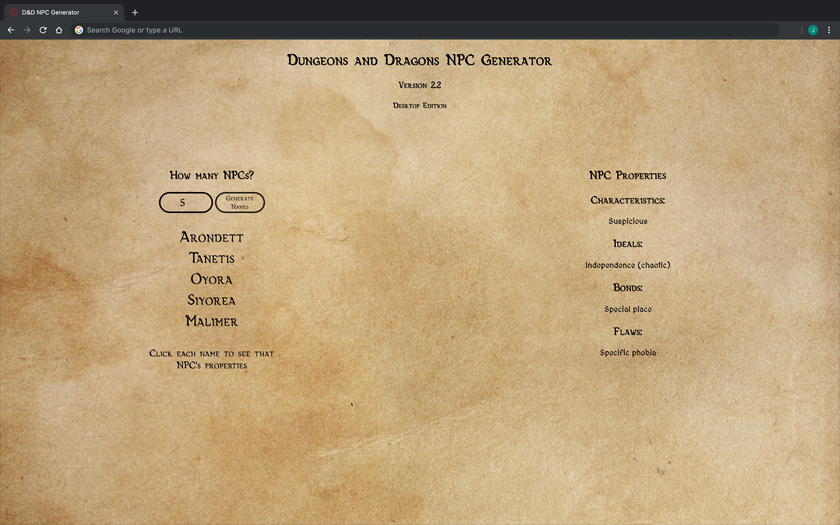 D&D NPC Generator
Search Google or type a URL
J
Dungeons and Dragons NPC Generator
Version 2.2
Desktop Edition
How many NPCs?
5
Generate
Names
Arondett
Tanetis
Oyora
Siyorea
Malimer
Click each name to see that
NPC's properties
NPC Properties
Characteristics:
Suspicious
Ideals:
Independence (chaotic)
Bonds:
Special place
Flaws:
Specific phobia